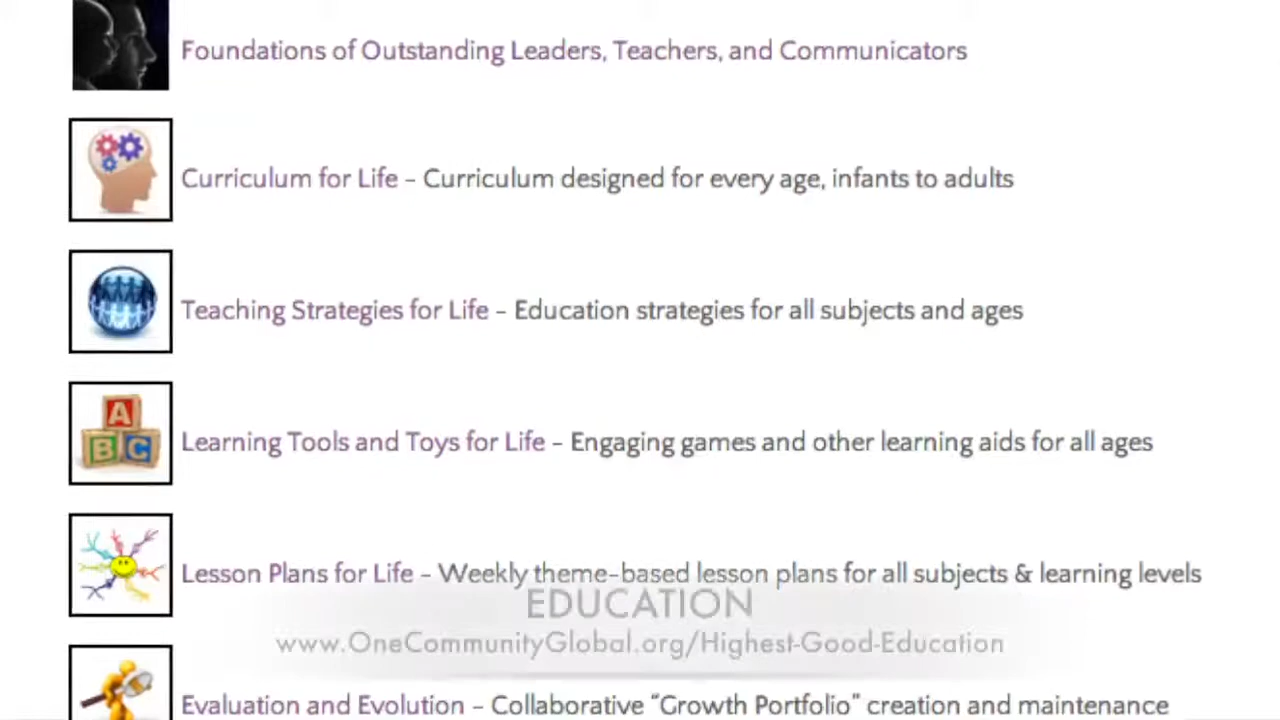 Foundations of Outstanding Leaders, Teachers, and Communicators
Curriculum for Life - Curriculum designed for every age, infants to adults
Teaching Strategies for Life - Education strategies for all subjects and ages
A
B C
Learning Tools and Toys for Life - Engaging games and other learning aids for all ages
Lesson Plans for Life - Weekly theme-based lesson plans for all subjects & learning levels
EDUCATION
www.OneCommunityGlobal.org/Highest-Good-Education
Evaluation and Evolution - Collaborative “Growth Portfolio” creation and maintenance